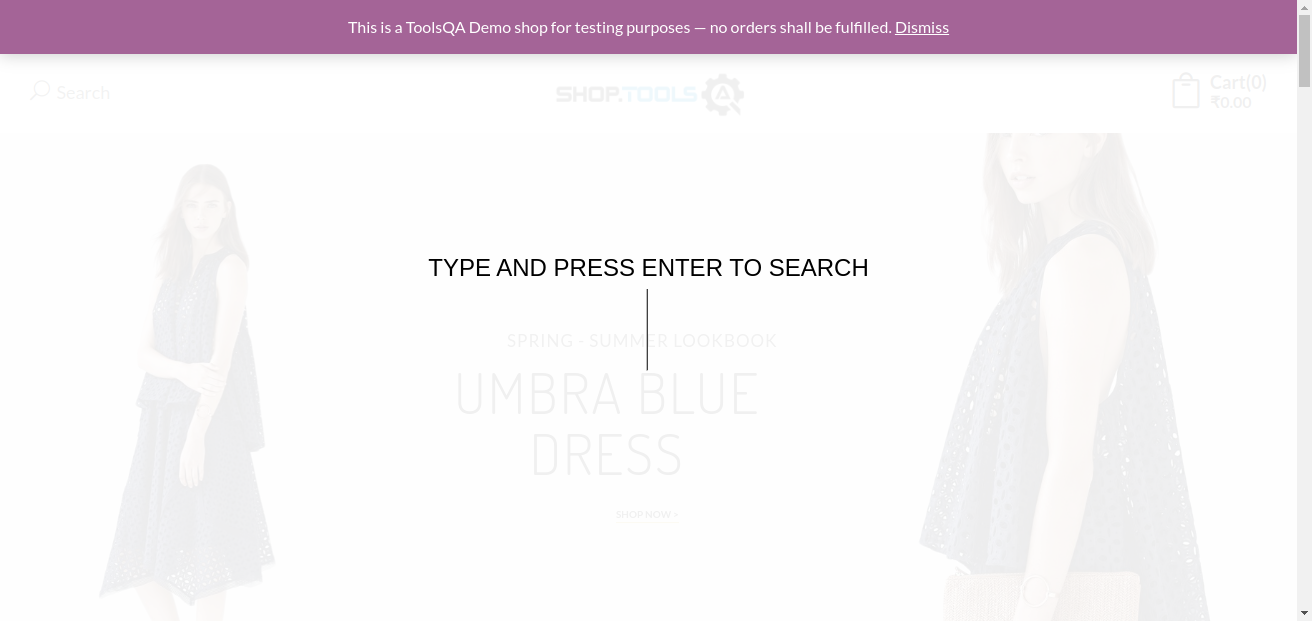 This is a ToolsQA Demo shop for testing purposes — no orders shall be fulfilled. Dismiss
Search
SHOP.TOOLS
Cart(0)
₹0.00
TYPE AND PRESS ENTER TO SEARCH
SPRING - SUMMER LOOKBOOK
UMBRA BLUE
DRESS
SHOP NOW -